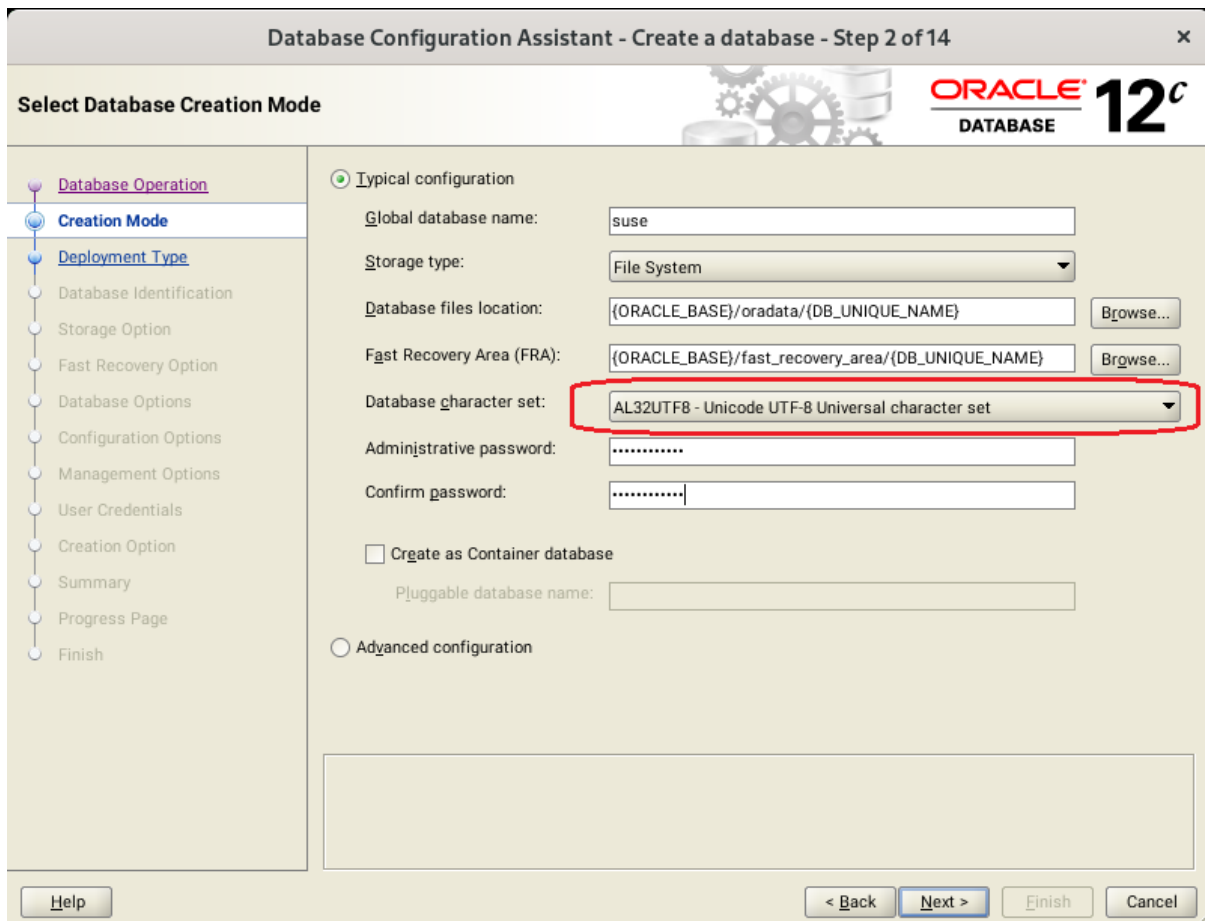 Database Configuration Assistant - Create a database - Step 2 of 14 ×
Select Database Creation Mode
ORACLE® 12c
DATABASE
Database Operation
Creation Mode
Deployment Type
Database Identification
Storage Option
Fast Recovery Option
Database Options
Configuration Options
Management Options
User Credentials
Creation Option
Summary
Progress Page
Finish
Typical configuration
Global database name: suse
Storage type: File System
Database files location: {ORACLE_BASE}/oradata/{DB_UNIQUE_NAME} Browse...
Fast Recovery Area (FRA): {ORACLE_BASE}/fast_recovery_area/{DB_UNIQUE_NAME} Browse...
Database character set: AL32UTF8 - Unicode UTF-8 Universal character set
Administrative password: ••••••••••••
Confirm password: ••••••••••••
Create as Container database
Pluggable database name:
Advanced configuration
Help < Back Next > Finish Cancel